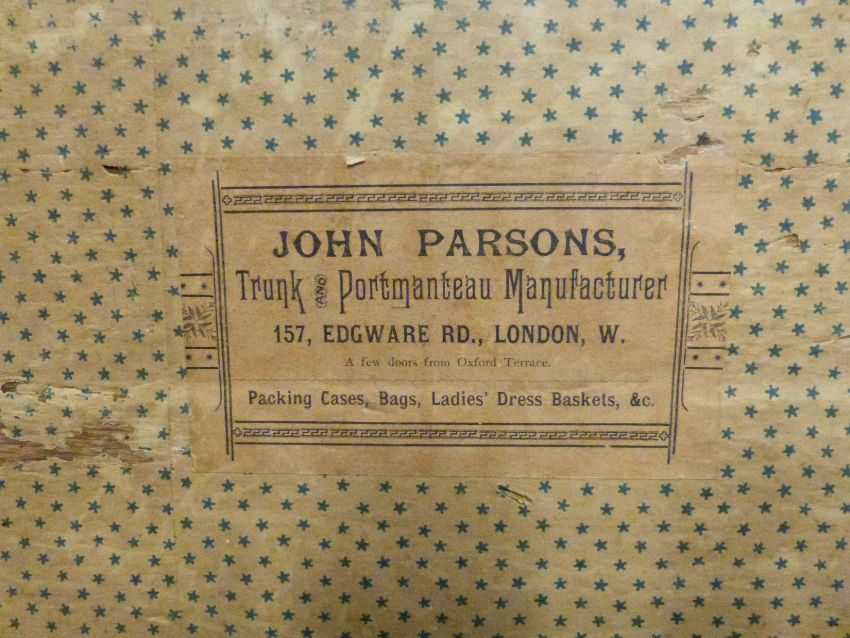 JOHN PARSONS,
Trunk AND Portmanteau Manufacturer
157, EDGWARE RD., LONDON, W.
A few doors from Oxford Terrace.
Packing Cases, Bags, Ladies' Dress Baskets, &c.